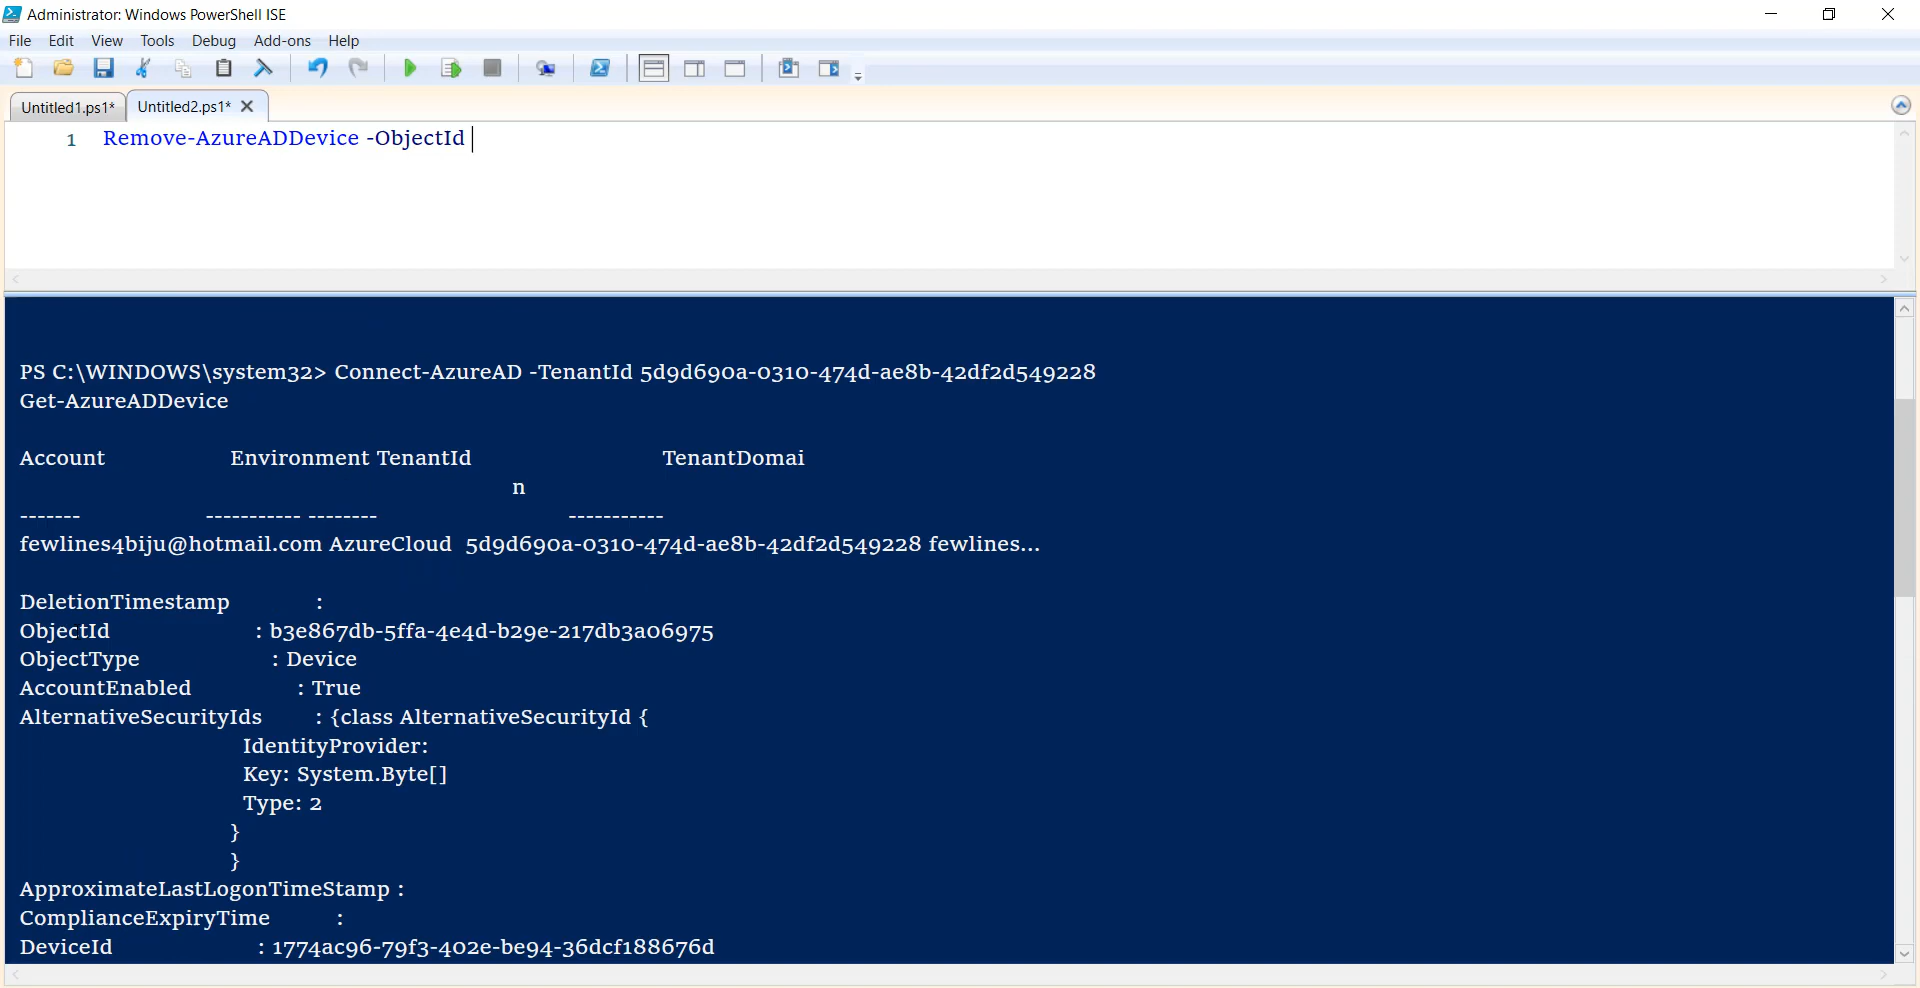 Administrator: Windows PowerShell ISE
File Edit View Tools Debug Add-ons Help
Untitled1.ps1* Untitled2.ps1*
1 Remove-AzureADDevice -ObjectId
PS C:\WINDOWS\system32> Connect-AzureAD -TenantId 5d9d690a-0310-474d-ae8b-42df2d549228
Get-AzureADDevice
Account Environment TenantId TenantDomai
n
------- ----------- -------- -----------
fewlines4biju@hotmail.com AzureCloud 5d9d690a-0310-474d-ae8b-42df2d549228 fewlines...
DeletionTimestamp :
ObjectId : b3e867db-5ffa-4e4d-b29e-217db3a06975
ObjectType : Device
AccountEnabled : True
AlternativeSecurityIds : {class AlternativeSecurityId {
IdentityProvider:
Key: System.Byte[]
Type: 2
}
}
ApproximateLastLogonTimeStamp :
ComplianceExpiryTime :
DeviceId : 1774ac96-79f3-402e-be94-36dcf188676d